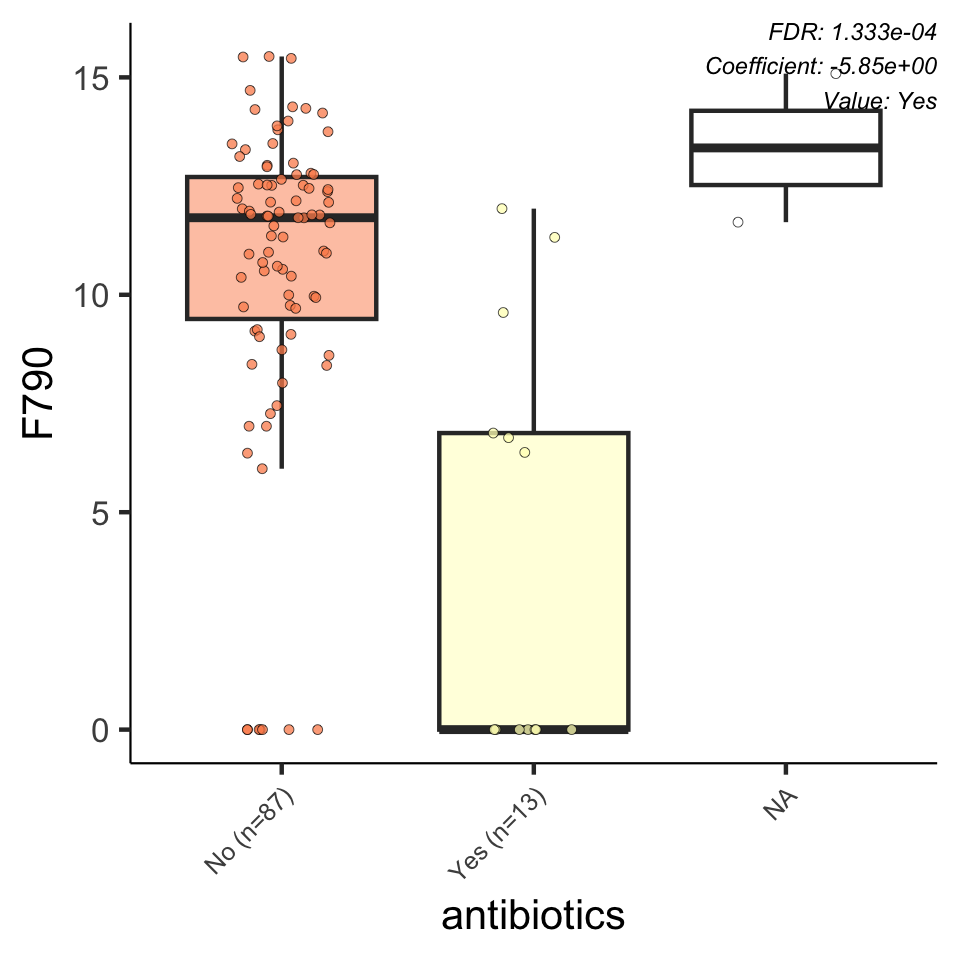 FDR: 1.333e-04
Coefficient: -5.85e+00
Value: Yes
15
10
5
0
F790
No (n=87)
Yes (n=13)
NA
antibiotics